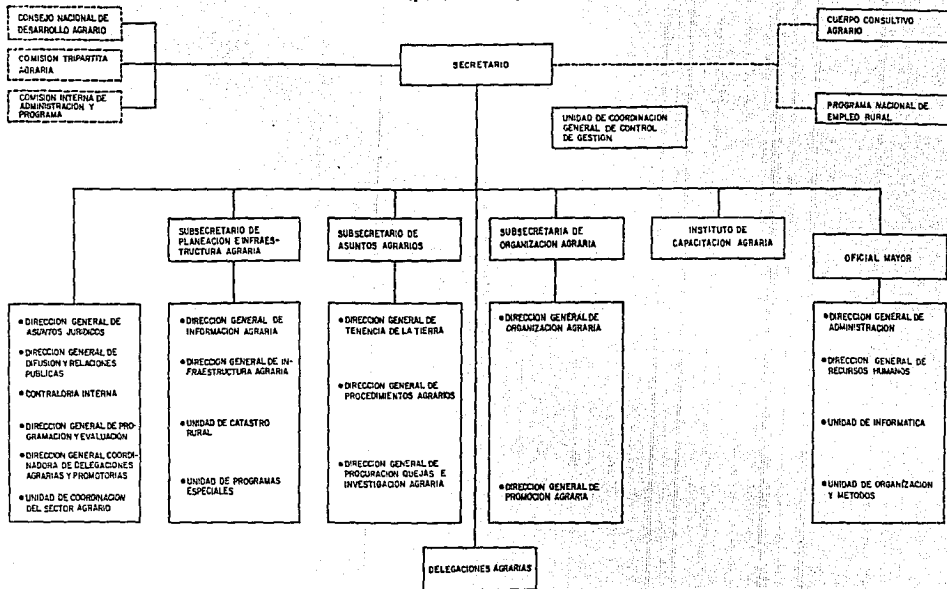 CONSEJO NACIONAL DE
DESARROLLO AGRARIO
COMISION TRIPARTITA
AGRARIA
COMISION INTERNA DE
ADMINISTRACIÓN Y
PROGRAMA
SECRETARIO
CUERPO CONSULTIVO
AGRARIO
PROGRAMA NACIONAL DE
EMPLEO RURAL
UNIDAD DE COORDINACION
GENERAL DE CONTROL
DE GESTION
SUBSECRETARIO DE
PLANEACION E INFRAES-
TRUCTURA AGRARIA
SUBSECRETARIO DE
ASUNTOS AGRARIOS
SUBSECRETARIA DE
ORGANIZACION AGRARIA
INSTITUTO DE
CAPACITACION AGRARIA
OFICIAL MAYOR
• DIRECCION GENERAL DE
ASUNTOS JURIDICOS
• DIRECCION GENERAL DE
DIFUSION Y RELACIONES
PUBLICAS
• CONTRALORIA INTERNA
• DIRECCION GENERAL DE PRO-
GRAMACION Y EVALUACIÓN
• DIRECCION GENERAL COORDI-
NADORA DE DELEGACIONES
AGRARIAS Y PROMOTORIAS
• UNIDAD DE COORDINACION
DEL SECTOR AGRARIO
• DIRECCION GENERAL DE
INFORMACION AGRARIA
• DIRECCION GENERAL DE IN-
FRAESTRUCTURA AGRARIA
• UNIDAD DE CATASTRO
RURAL
• UNIDAD DE PROGRAMAS
ESPECIALES
• DIRECCION GENERAL DE
TENENCIA DE LA TIERRA
• DIRECCION GENERAL DE
PROCEDIMIENTOS AGRARIOS
• DIRECCION GENERAL DE
PROCURACION QUEJAS E
INVESTIGACION AGRARIA
• DIRECCION GENERAL DE
ORGANIZACION AGRARIA
• DIRECCION GENERAL DE
PROMOCION AGRARIA
• DIRECCION GENERAL DE
ADMINISTRACIÓN
• DIRECCION GENERAL DE
RECURSOS HUMANOS
• UNIDAD DE INFORMATICA
• UNIDAD DE ORGANIZACION
Y METODOS
DELEGACIONES AGRARIAS